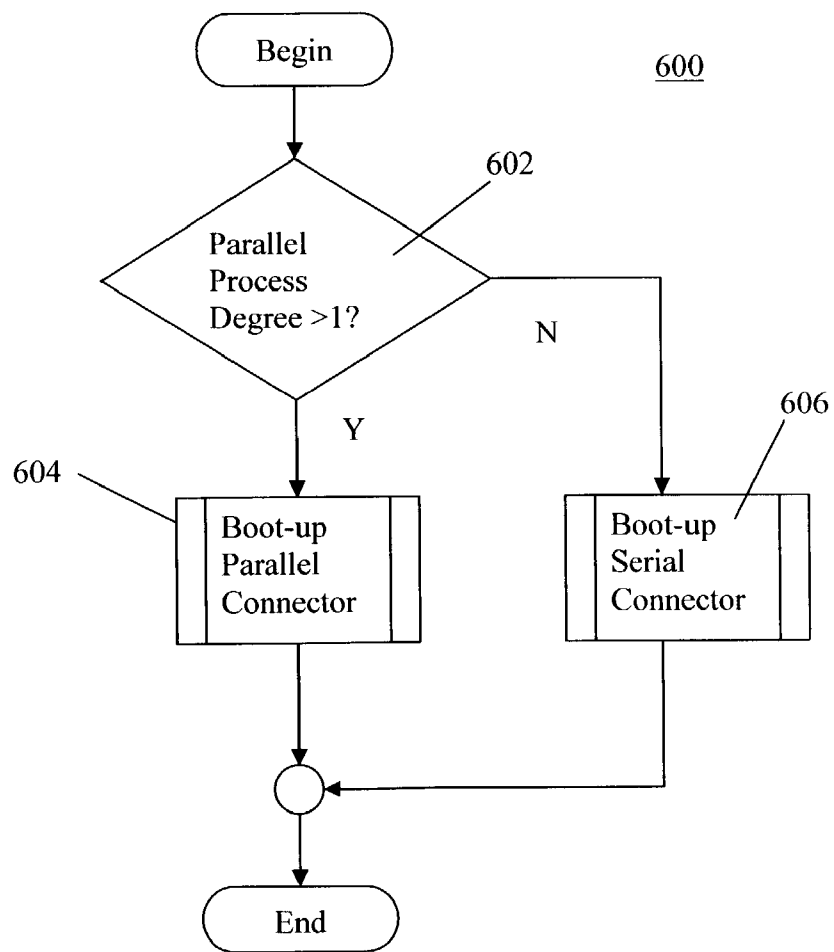 Begin
600
602
Parallel
Process
Degree >1?
N
Y
606
604
Boot-up
Parallel
Connector
Boot-up
Serial
Connector
End